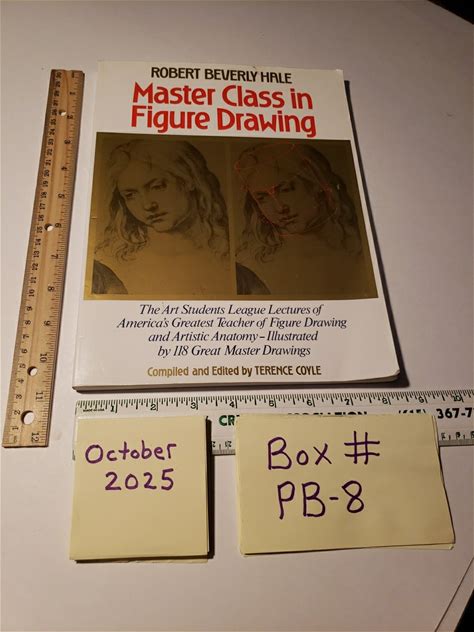 ROBERT BEVERLY HALE
Master Class in
Figure Drawing
The Art Students League Lectures of
America's Greatest Teacher of Figure Drawing
and Artistic Anatomy–Illustrated
by 118 Great Master Drawings
Compiled and Edited by TERENCE COYLE
October
2025
Box #
PB-8